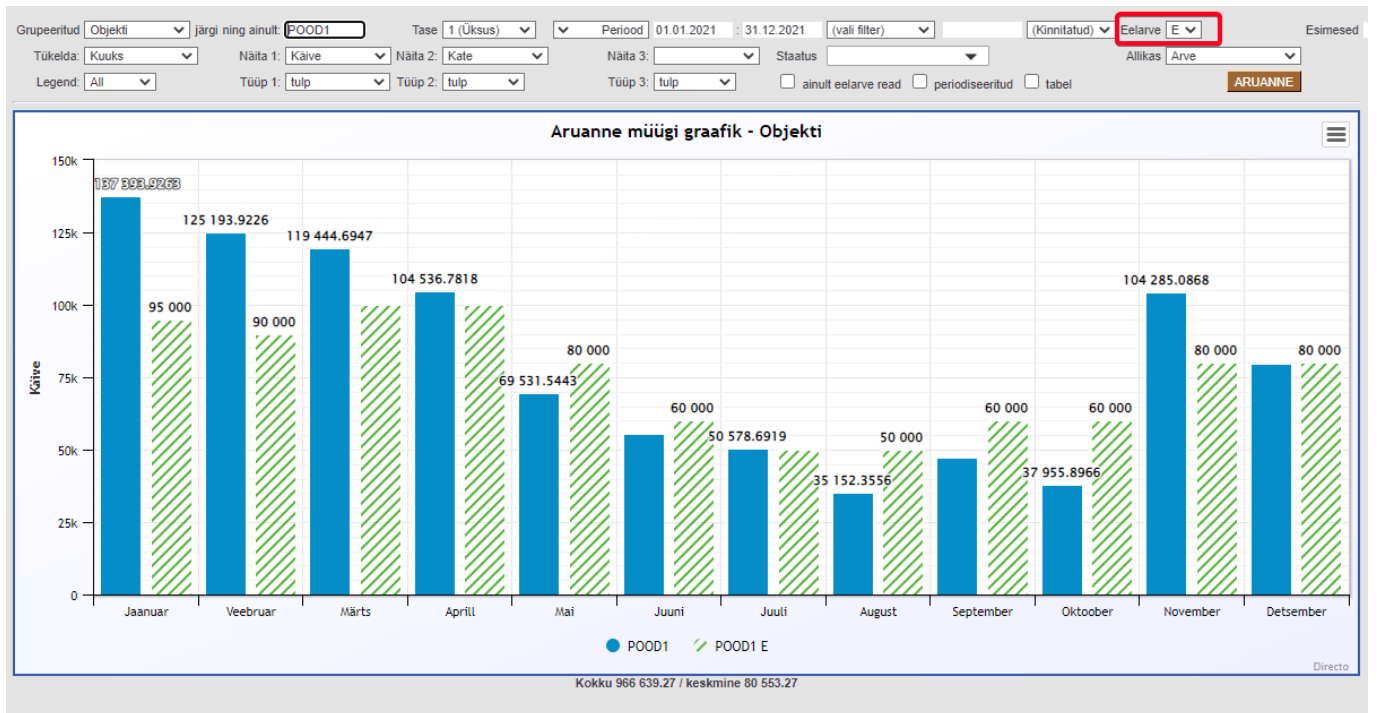 Grupeeritud Objekti järgi ning ainult: POOD1 Tase 1 (Üksus) Periood 01.01.2021 : 31.12.2021 (vali filter) (Kinnitatud) Eelarve E Esimesed
Tükelda: Kuuks Näita 1: Käive Näita 2: Kate Näita 3: Staatus Allikas Arve
Legend: All Tüüp 1: tulp Tüüp 2: tulp Tüüp 3: tulp ainult eelarve read periodiseeritud tabel ARUANNE
Aruanne müügi graafik - Objekti
150k
137 393.9263
125 193.9226
125k
119 444.6947
104 536.7818
104 285.0868
100k
95 000
90 000
80 000
80 000
80 000
Käive
75k
69 531.5443
60 000
60 000
60 000
50 578.6919
50 000
50k
37 955.8966
35 152.3556
25k
0
Jaanuar Veebruar Märts Aprill Mai Juuni Juuli August September Oktoober November Detsember
POOD1 POOD1 E
Directo
Kokku 966 639.27 / keskmine 80 553.27